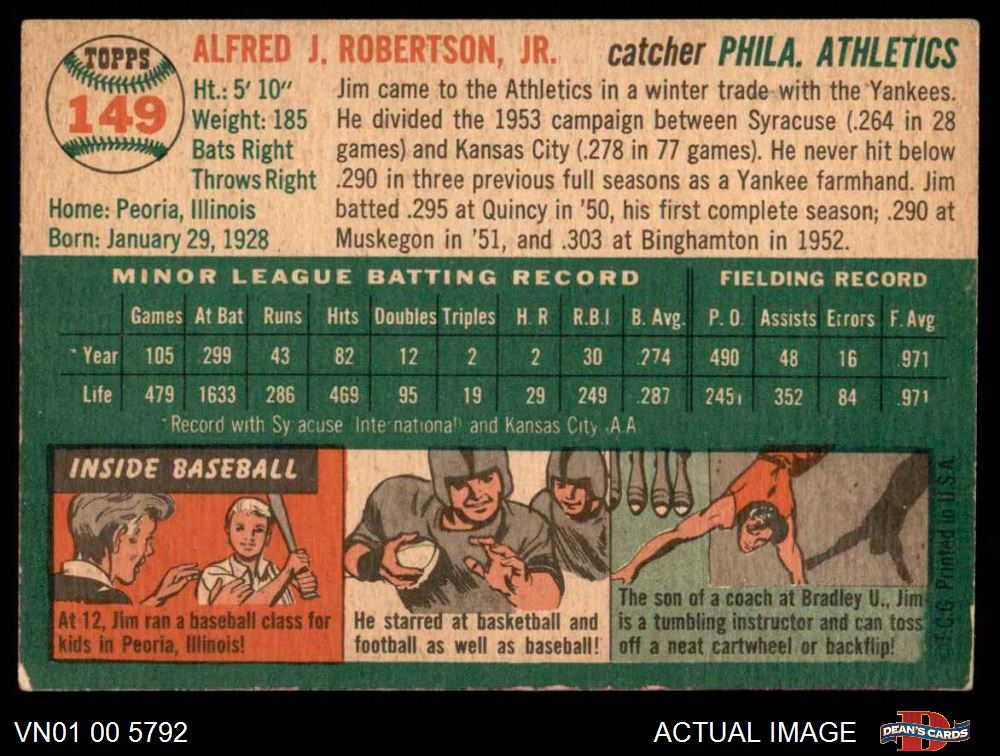 TOPPS
149
ALFRED J. ROBERTSON, JR. catcher PHILA. ATHLETICS
Ht.: 5' 10"
Weight: 185
Bats Right
Throws Right
Home: Peoria, Illinois
Born: January 29, 1928
Jim came to the Athletics in a winter trade with the Yankees.
He divided the 1953 campaign between Syracuse (.264 in 28
games) and Kansas City (.278 in 77 games). He never hit below
.290 in three previous full seasons as a Yankee farmhand. Jim
batted .295 at Quincy in '50, his first complete season; .290 at
Muskegon in '51, and .303 at Binghamton in 1952.
MINOR LEAGUE BATTING RECORD FIELDING RECORD
Games At Bat Runs Hits Doubles Triples H. R R.B.I B. Avg. P. O. Assists Errors F. Avg
* Year 105 299 43 82 12 2 2 30 .274 490 48 16 .971
Life 479 1633 286 469 95 19 29 249 .287 2451 352 84 .971
* Record with Syracuse International and Kansas City A.A
INSIDE BASEBALL
At 12, Jim ran a baseball class for
kids in Peoria, Illinois!
He starred at basketball and
football as well as baseball!
The son of a coach at Bradley U., Jim
is a tumbling instructor and can toss
off a neat cartwheel or backflip!
©T.C.G. Printed in U.S.A.
VN01 00 5792
ACTUAL IMAGE
D
DEAN'S CARDS